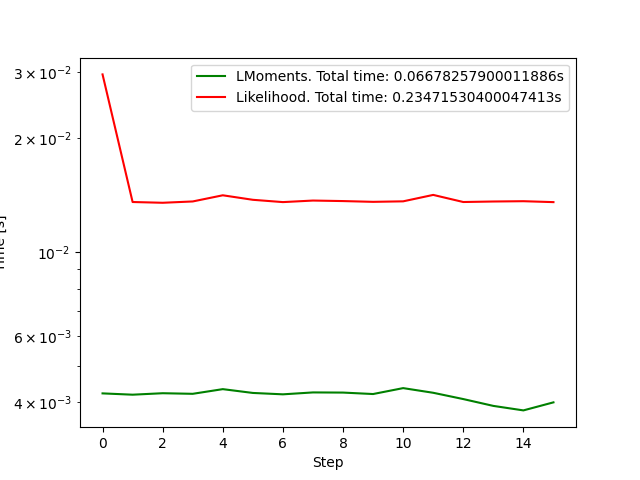 LMoments. Total time: 0.06678257900011886s
Likelihood. Total time: 0.23471530400047413s
3 × 10⁻²
2 × 10⁻²
10⁻²
6 × 10⁻³
4 × 10⁻³
[s]
0 2 4 6 8 10 12 14
Step